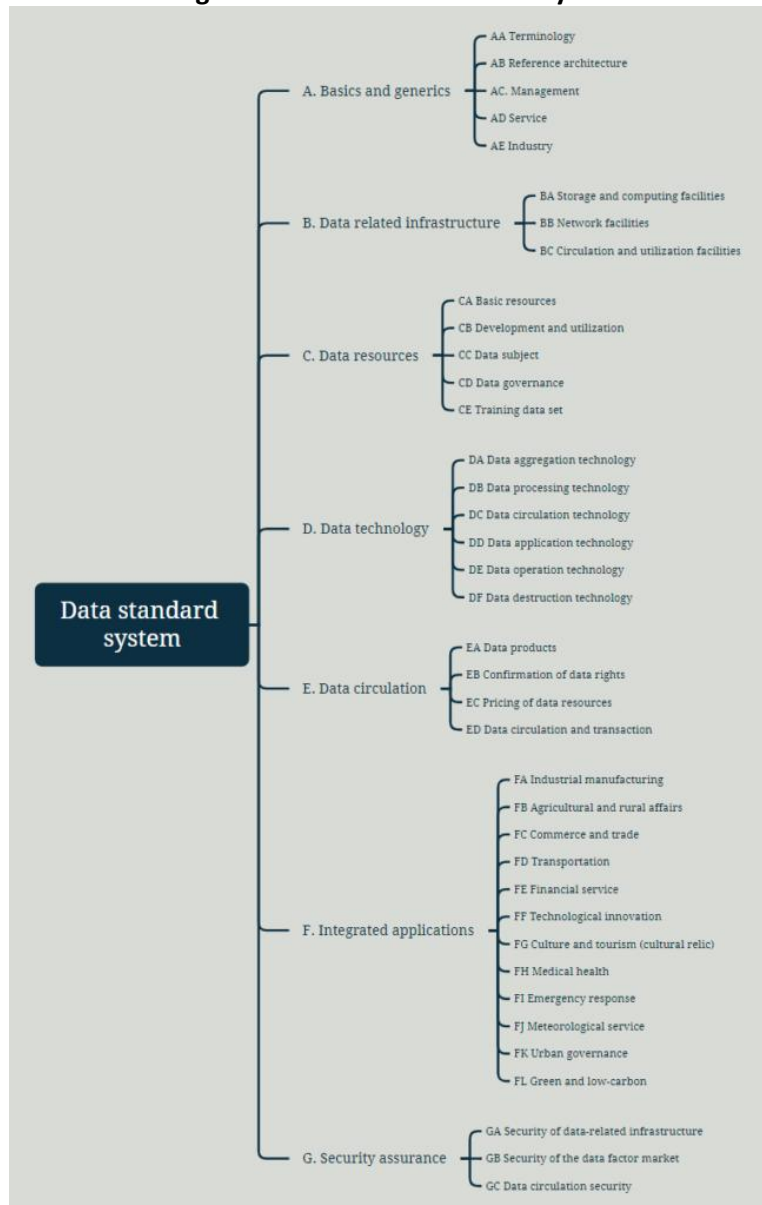 Data standard
system
A. Basics and generics
AA Terminology
AB Reference architecture
AC. Management
AD Service
AE Industry
B. Data related infrastructure
BA Storage and computing facilities
BB Network facilities
BC Circulation and utilization facilities
C. Data resources
CA Basic resources
CB Development and utilization
CC Data subject
CD Data governance
CE Training data set
D. Data technology
DA Data aggregation technology
DB Data processing technology
DC Data circulation technology
DD Data application technology
DE Data operation technology
DF Data destruction technology
E. Data circulation
EA Data products
EB Confirmation of data rights
EC Pricing of data resources
ED Data circulation and transaction
F. Integrated applications
FA Industrial manufacturing
FB Agricultural and rural affairs
FC Commerce and trade
FD Transportation
FE Financial service
FF Technological innovation
FG Culture and tourism (cultural relic)
FH Medical health
FI Emergency response
FJ Meteorological service
FK Urban governance
FL Green and low-carbon
G. Security assurance
GA Security of data-related infrastructure
GB Security of the data factor market
GC Data circulation security